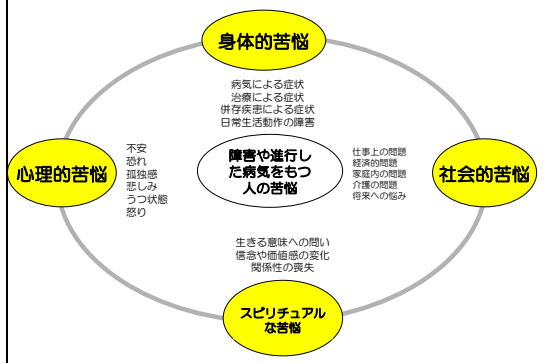 身体的苦悩
病気による症状
治療による症状
併存疾患による症状
日常生活動作の障害
心理的苦悩
不安
恐れ
孤独感
悲しみ
うつ状態
怒り
障害や進行し
た病気をもつ
人の苦悩
仕事上の問題
経済的問題
家庭内の問題
介護の問題
将来への悩み
社会的苦悩
生きる意味への問い
信念や価値感の変化
関係性の喪失
スピリチュアル
な苦悩